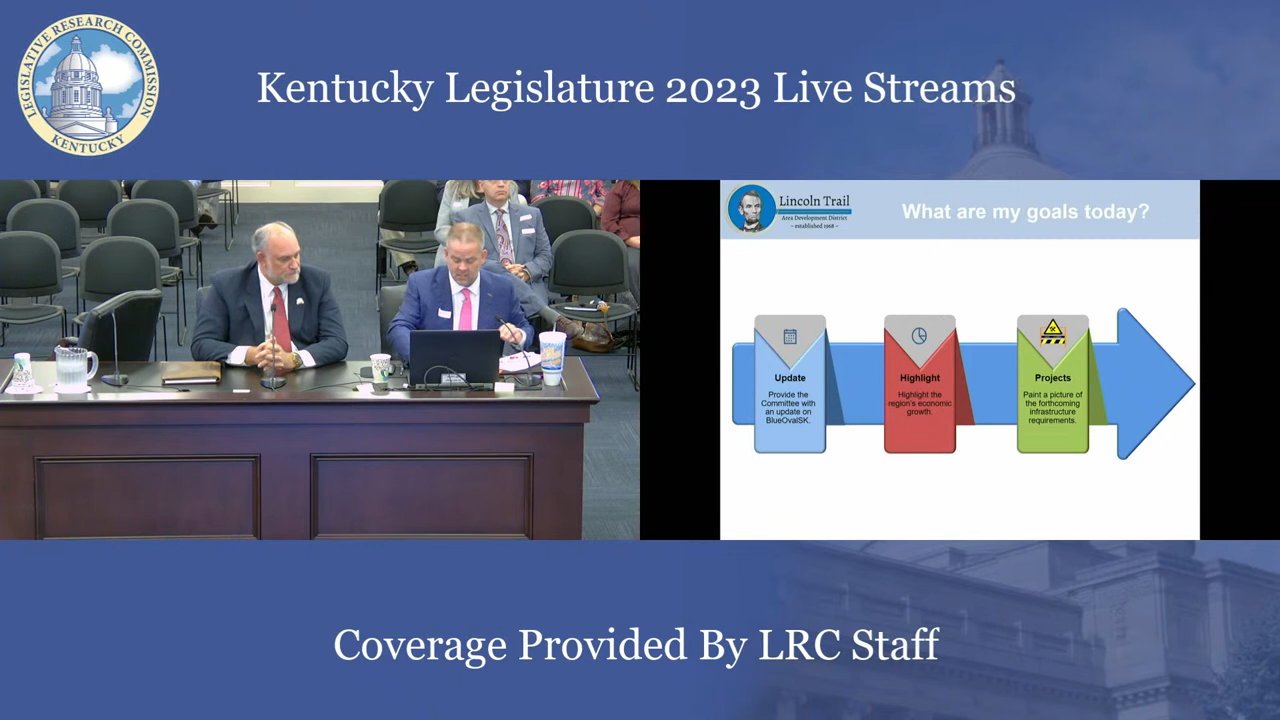 LEGISLATIVE RESEARCH COMMISSION
KENTUCKY
Kentucky Legislature 2023 Live Streams
Lincoln Trail
Area Development District
~ established 1968 ~
What are my goals today?
Update
Provide the
Committee with
an update on
BlueOvalSK.
Highlight
Highlight the
region's economic
growth.
Projects
Paint a picture of
the forthcoming
infrastructure
requirements.
Coverage Provided By LRC Staff